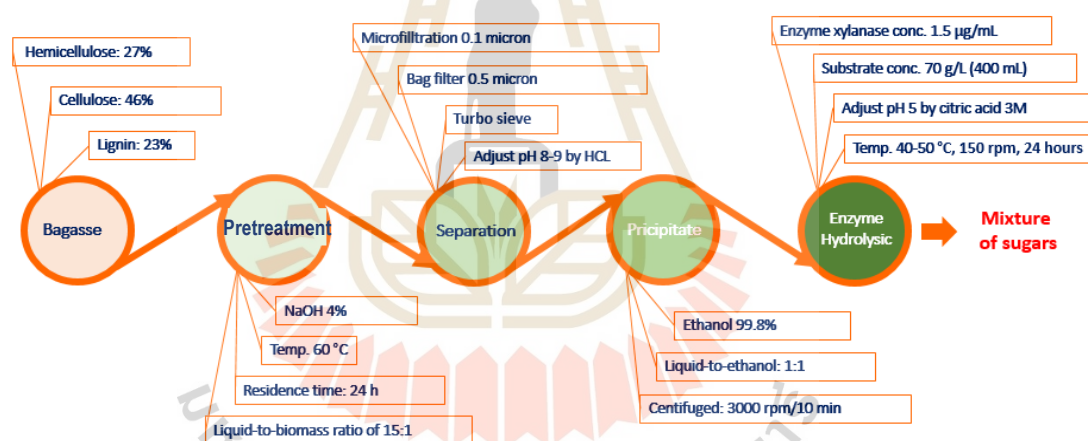 Hemicellulose: 27%
Cellulose: 46%
Lignin: 23%
Bagasse
Pretreatment
NaOH 4%
Temp. 60 °C
Residence time: 24 h
Liquid-to-biomass ratio of 15:1
Microfilltration 0.1 micron
Bag filter 0.5 micron
Turbo sieve
Adjust pH 8-9 by HCL
Separation
Pricipitate
Ethanol 99.8%
Liquid-to-ethanol: 1:1
Centifuged: 3000 rpm/10 min
Enzyme xylanase conc. 1.5 µg/mL
Substrate conc. 70 g/L (400 mL)
Adjust pH 5 by citric acid 3M
Temp. 40-50 °C, 150 rpm, 24 hours
Enzyme
Hydrolysic
Mixture
of sugars